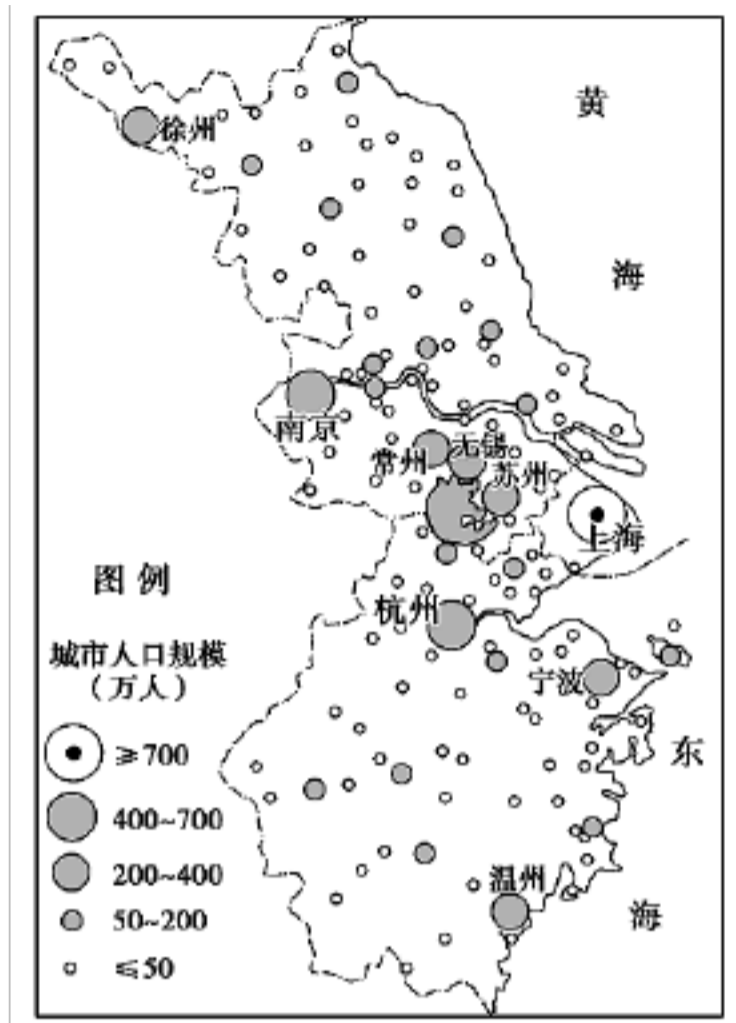 黄
徐州
海
南京
常州
无锡
苏州
上海
图例
杭州
城市人口规模
（万人）
宁波
≥700
东
400~700
200~400
温州
50~200
海
≤50